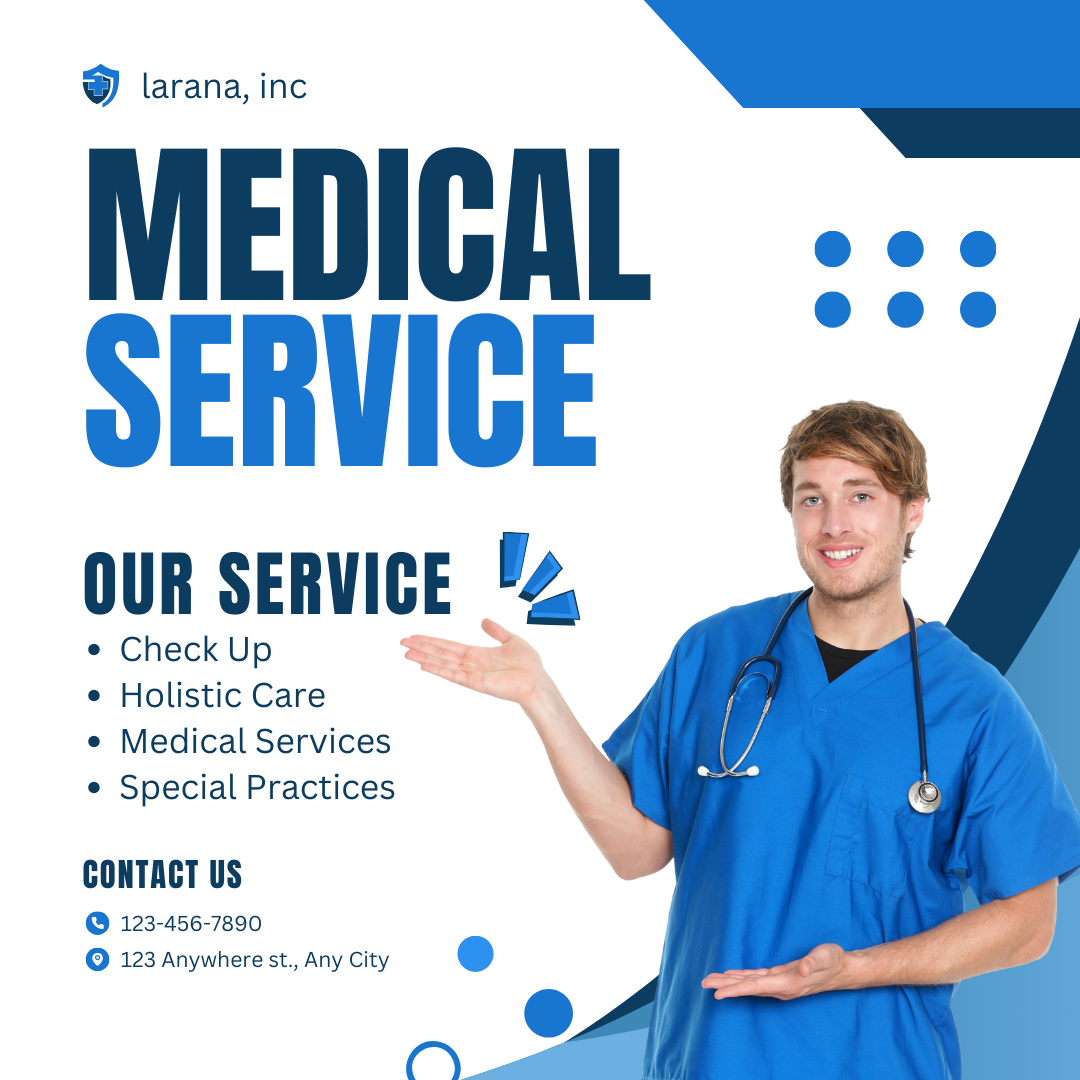 larana, inc
MEDICAL
SERVICE
OUR SERVICE
• Check Up
• Holistic Care
• Medical Services
• Special Practices
CONTACT US
123-456-7890
123 Anywhere st., Any City